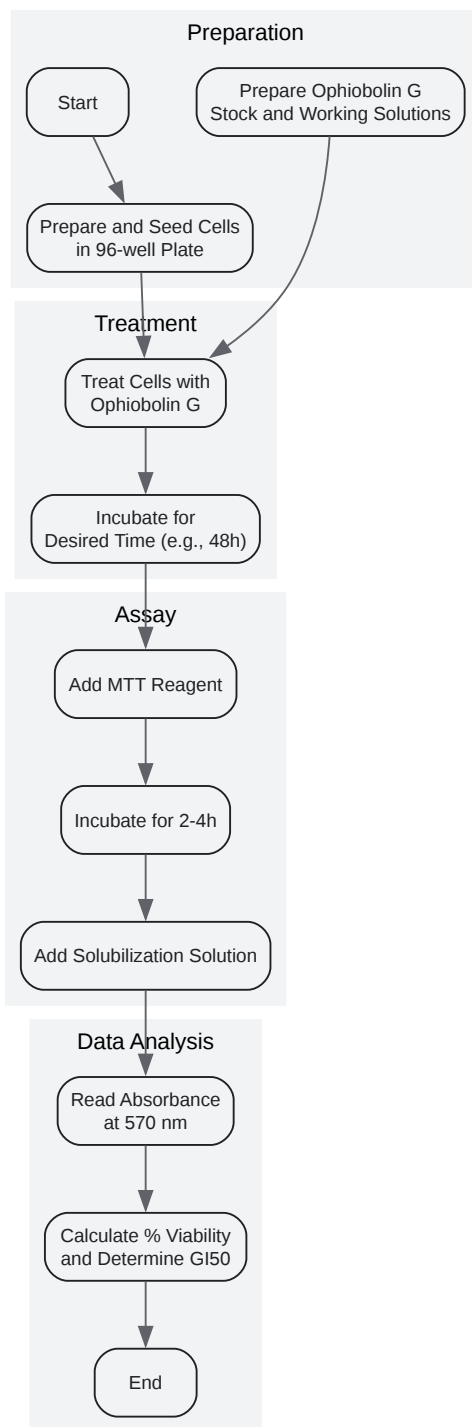 Preparation
Start
Prepare Ophiobolin G
Stock and Working Solutions
Prepare and Seed Cells
in 96-well Plate
Treatment
Treat Cells with
Ophiobolin G
Incubate for
Desired Time (e.g., 48h)
Assay
Add MTT Reagent
Incubate for 2-4h
Add Solubilization Solution
Data Analysis
Read Absorbance
at 570 nm
Calculate % Viability
and Determine GI50
End